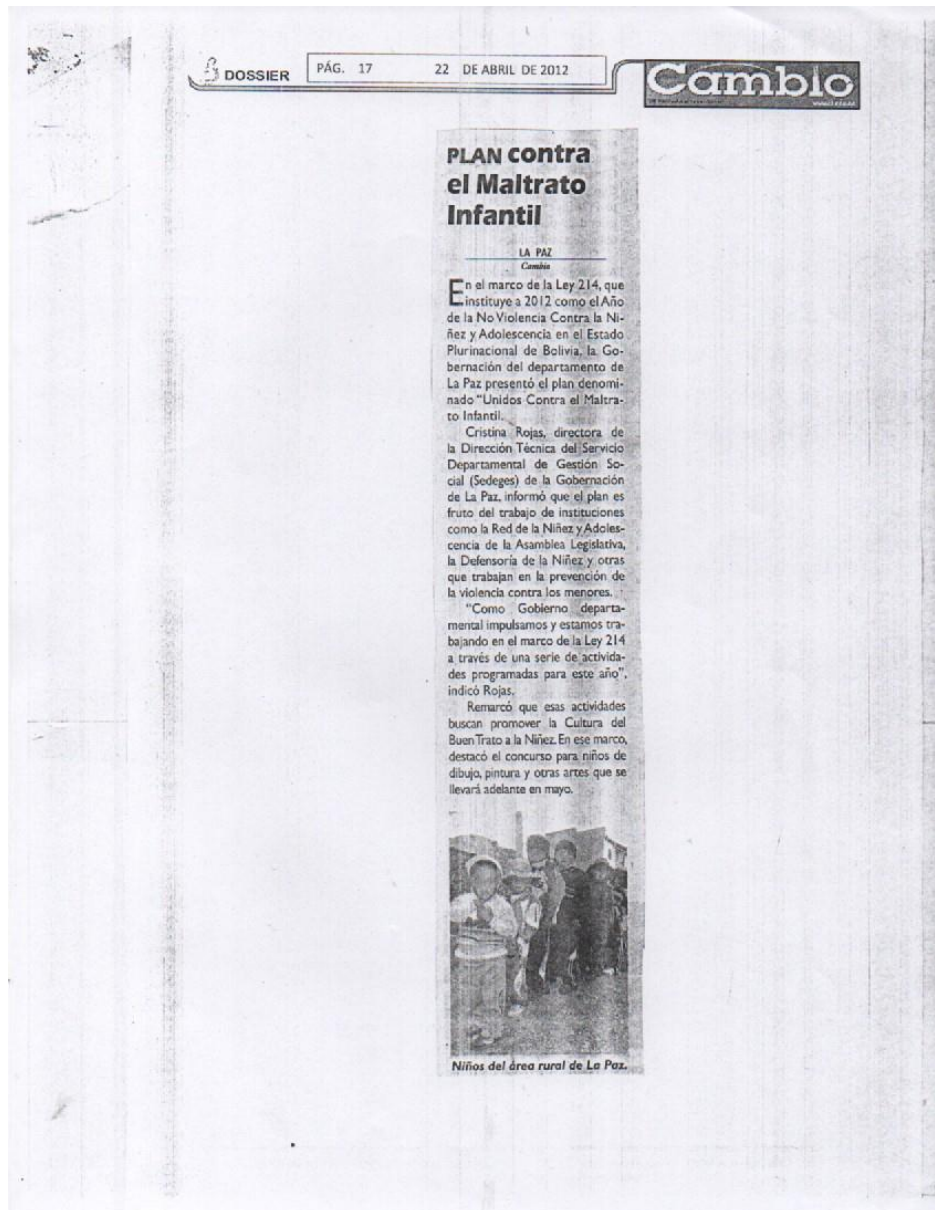 DOSSIER
PÁG. 17 22 DE ABRIL DE 2012
Cambio
PLAN contra
el Maltrato
Infantil
LA PAZ
Cambio
En el marco de la Ley 214, que
instituye a 2012 como el Año
de la No Violencia Contra la Ni-
ñez y Adolescencia en el Estado
Plurinacional de Bolivia, la Go-
bernación del departamento de
La Paz presentó el plan denomi-
nado "Unidos Contra el Maltra-
to Infantil.
Cristina Rojas, directora de
la Dirección Técnica del Servicio
Departamental de Gestión So-
cial (Sedeges) de la Gobernación
de La Paz, informó que el plan es
fruto del trabajo de instituciones
como la Red de la Niñez y Adoles-
cencia de la Asamblea Legislativa,
la Defensoría de la Niñez y otras
que trabajan en la prevención de
la violencia contra los menores.
"Como Gobierno departa-
mental impulsamos y estamos tra-
bajando en el marco de la Ley 214
a través de una serie de activida-
des programadas para este año",
indicó Rojas.
Remarcó que esas actividades
buscan promover la Cultura del
Buen Trato a la Niñez. En ese marco,
destacó el concurso para niños de
dibujo, pintura y otras artes que se
llevará adelante en mayo.
Niños del área rural de La Paz.